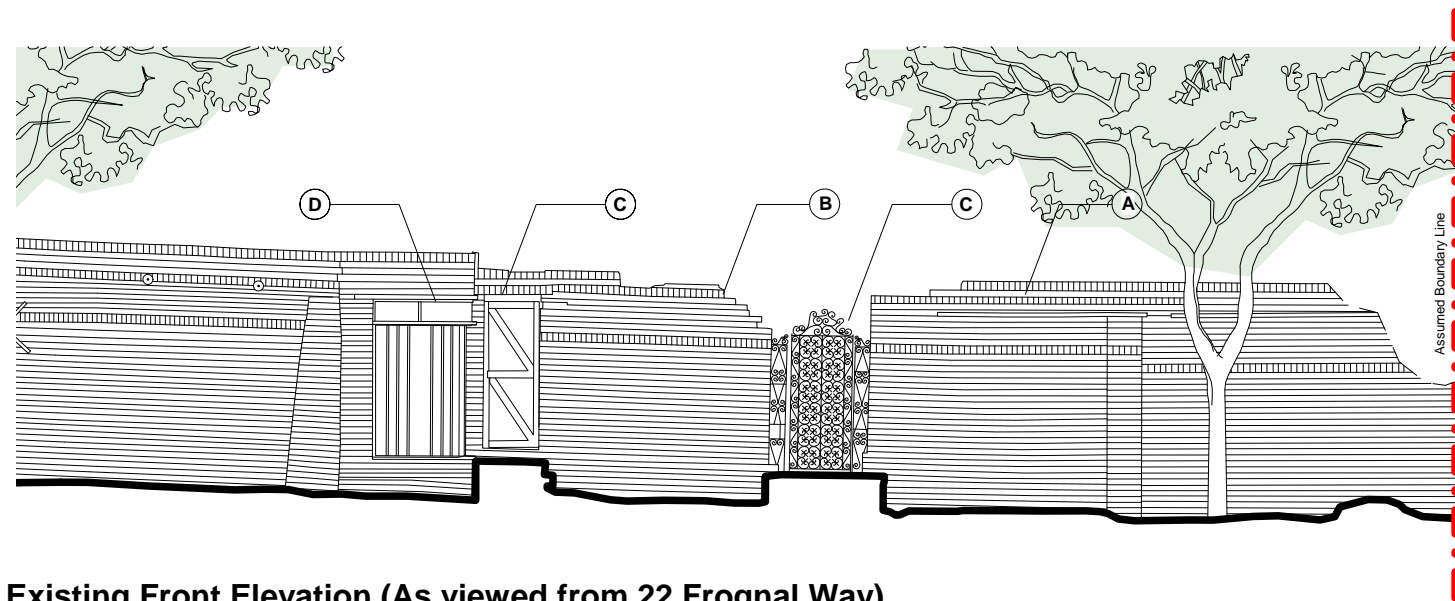 D
C
B
C
A
Assumed Boundary Line
Existing Front Elevation (As viewed from 22 Frognal Way)